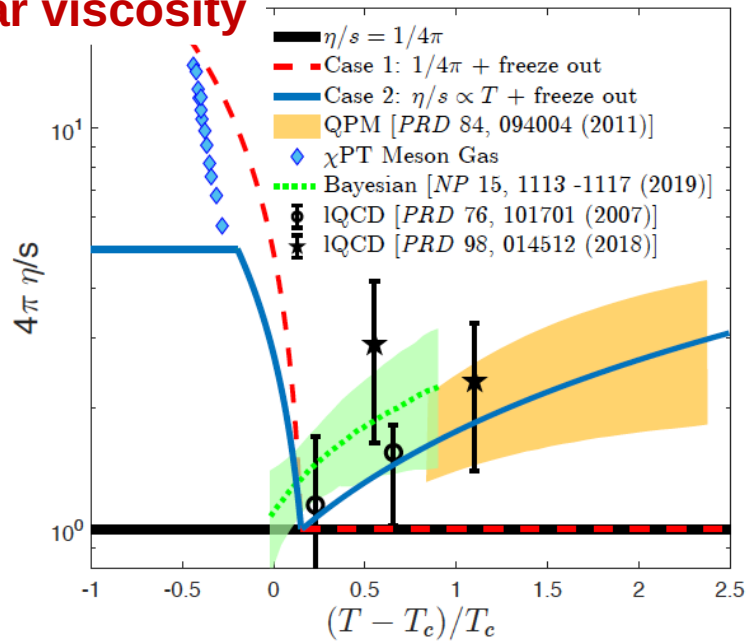 ar viscosity
η/s = 1/4π
Case 1: 1/4π + freeze out
Case 2: η/s ∝ T + freeze out
QPM [PRD 84, 094004 (2011)]
χPT Meson Gas
Bayesian [NP 15, 1113 -1117 (2019)]
lQCD [PRD 76, 101701 (2007)]
lQCD [PRD 98, 014512 (2018)]
10¹
4π η/s
10⁰
-1 -0.5 0 0.5 1 1.5 2 2.5
(T − T_c)/T_c